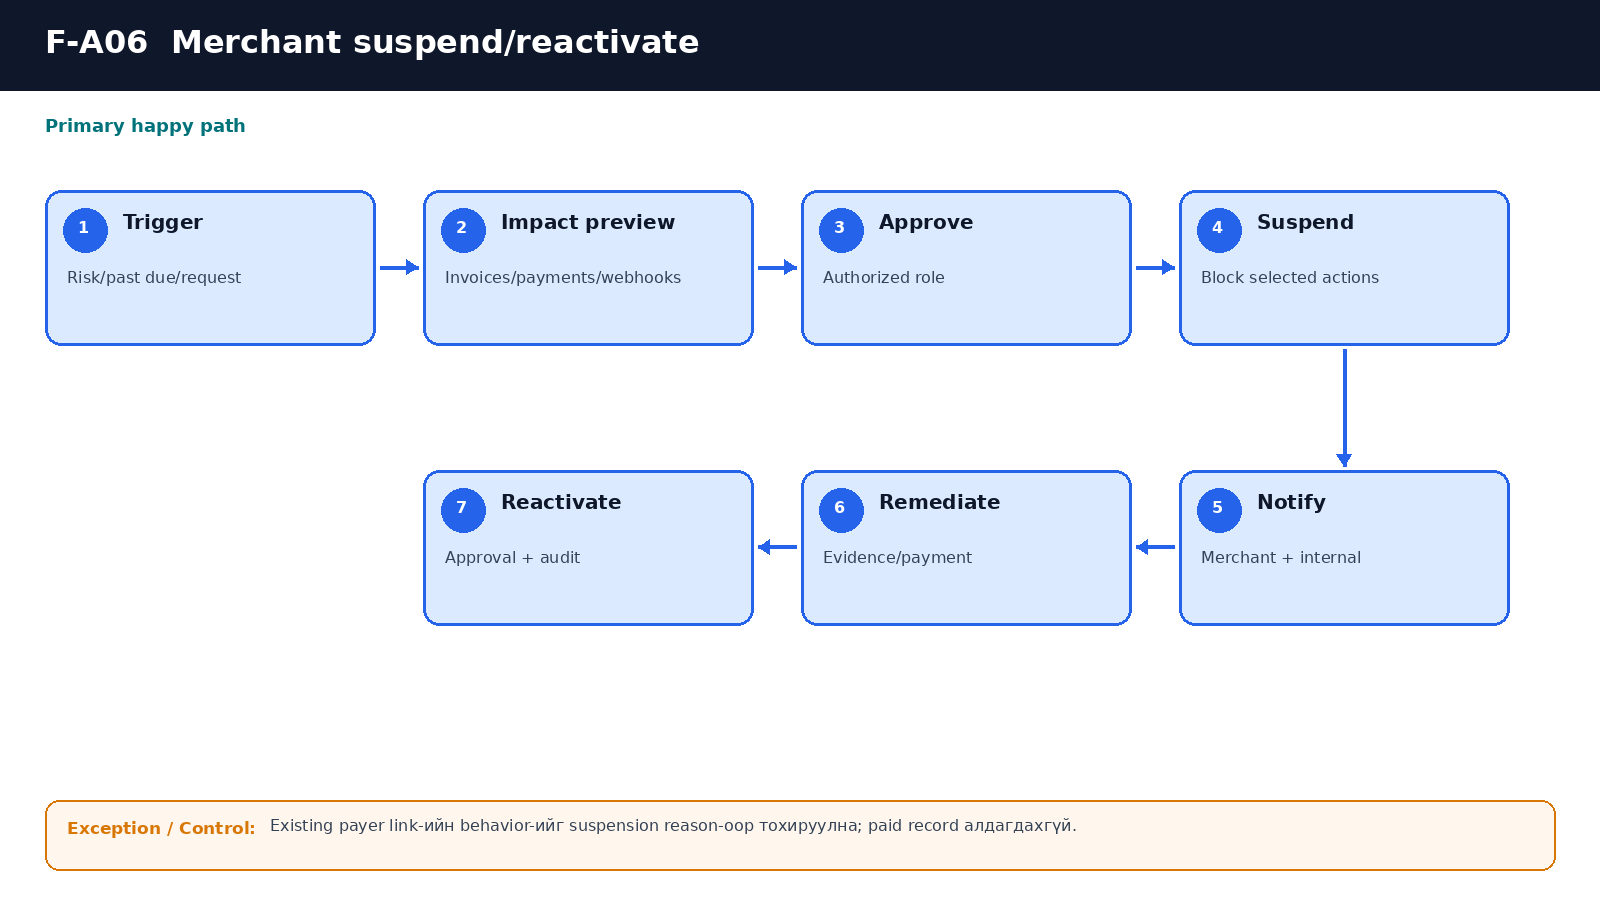 F-A06 Merchant suspend/reactivate
Primary happy path
1 Trigger
Risk/past due/request
2 Impact preview
Invoices/payments/webhooks
3 Approve
Authorized role
4 Suspend
Block selected actions
5 Notify
Merchant + internal
6 Remediate
Evidence/payment
7 Reactivate
Approval + audit
Exception / Control: Existing payer link-ийн behavior-ийг suspension reason-оор тохируулна; paid record алдагдахгүй.